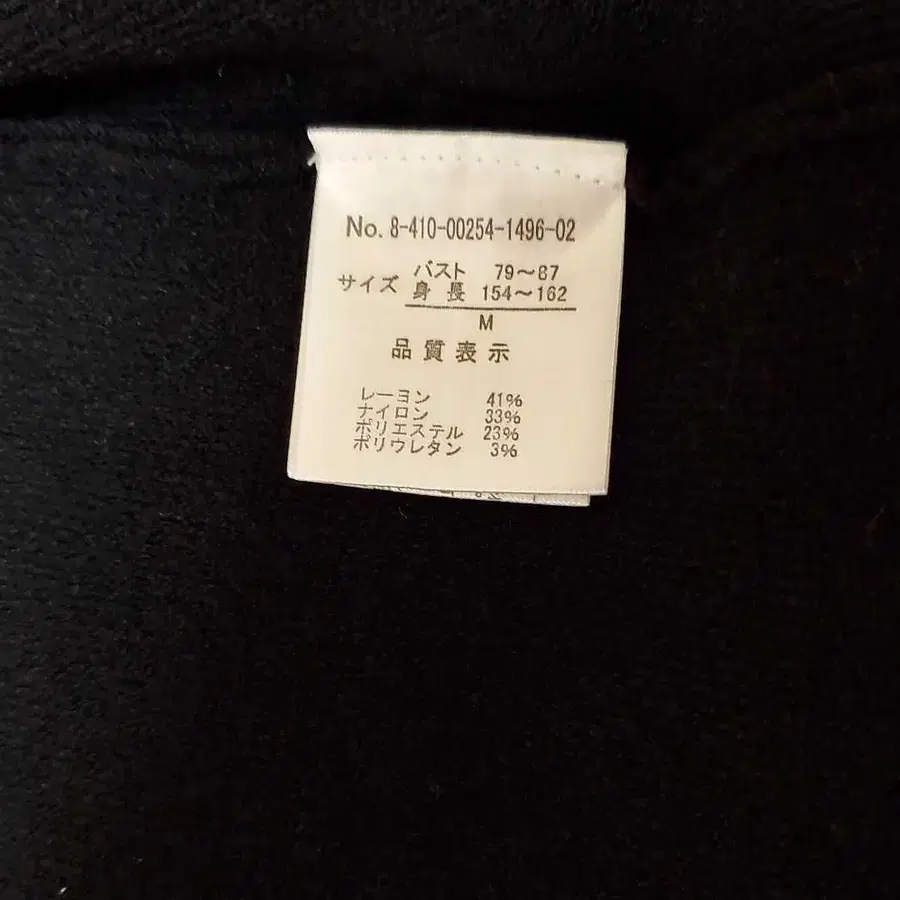 No. 8-410-00254-1496-02
バスト 79〜87
サイズ
身長 154〜162
M
品質表示
レーヨン 41%
ナイロン 33%
ポリエステル 23%
ポリウレタン 3%